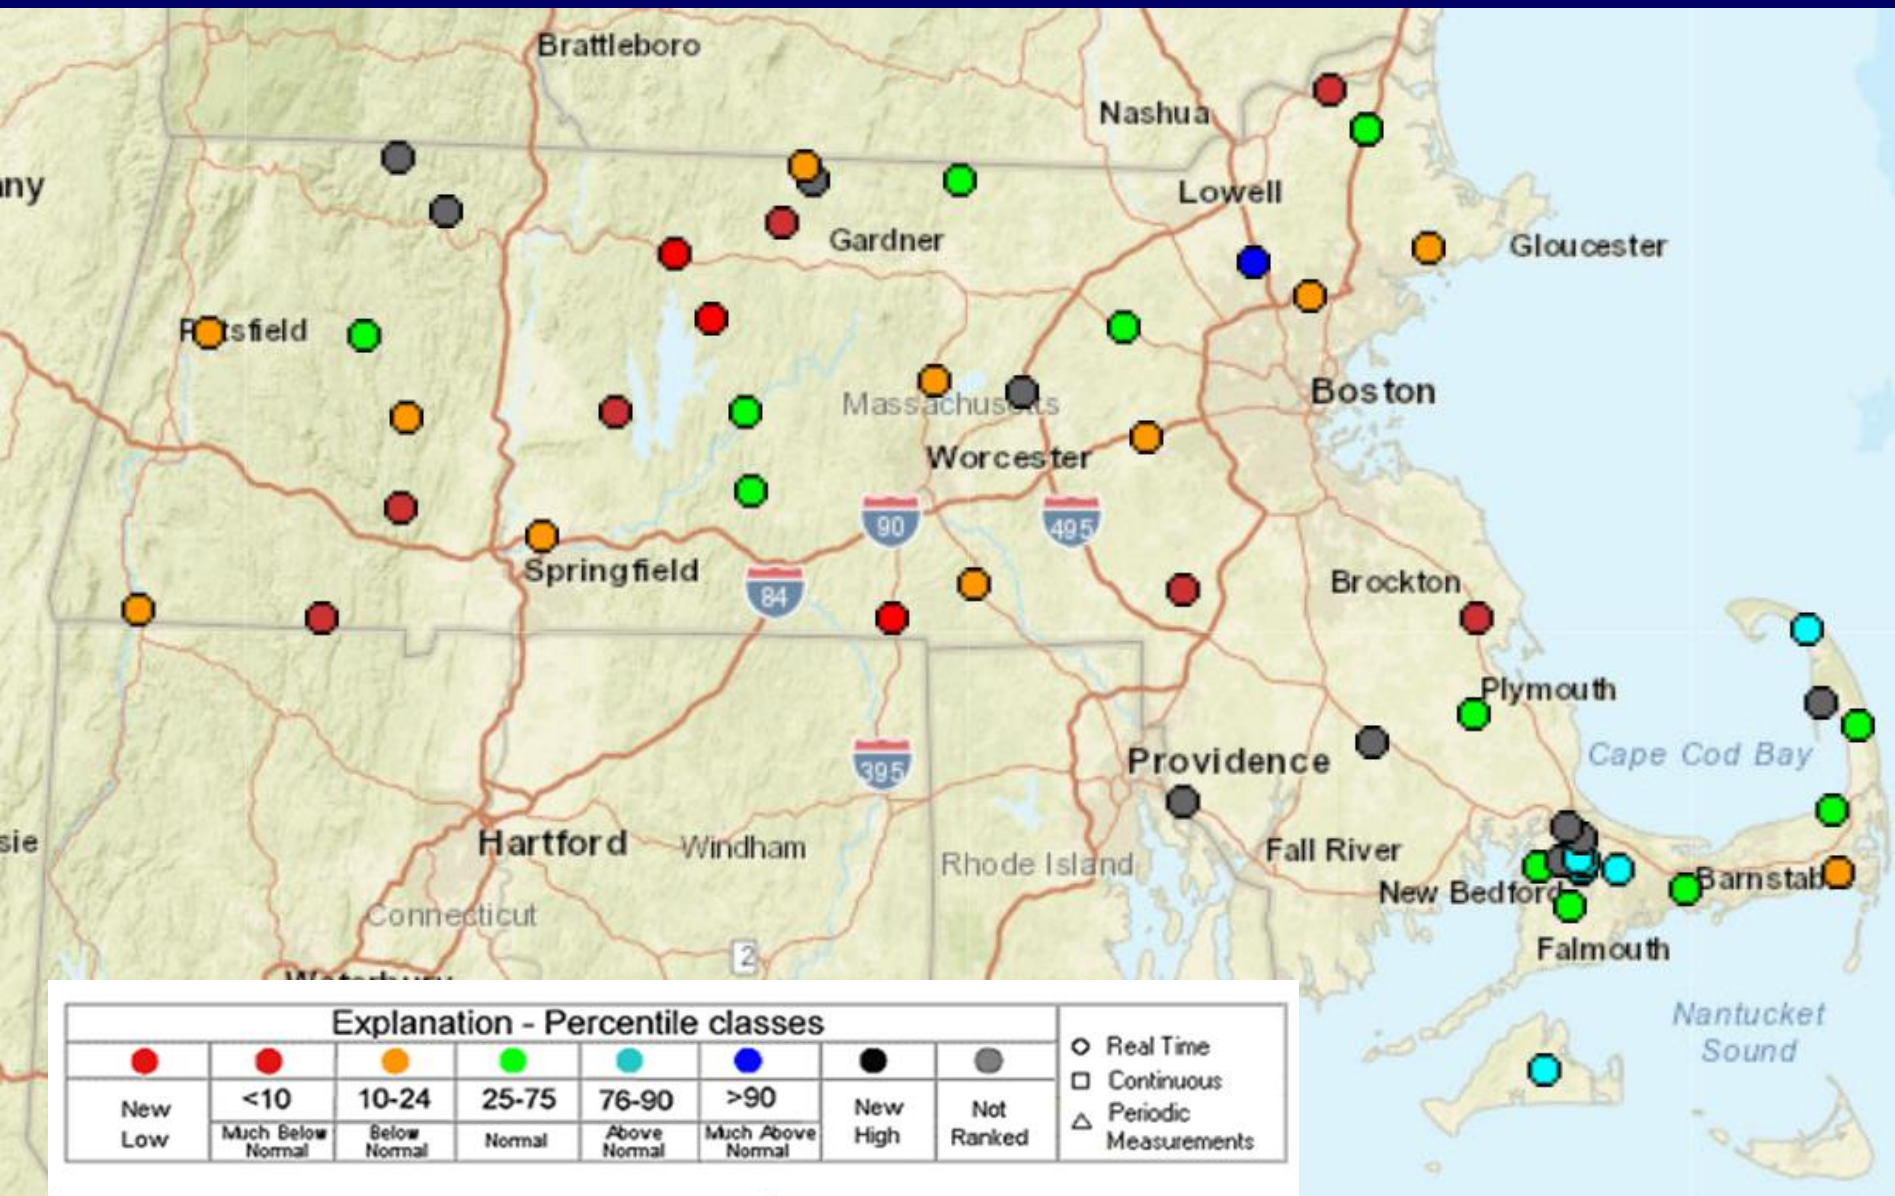 Brattleboro
Nashua
ny
Lowell
Gardner
Gloucester
Pittsfield
Boston
Massachusetts
Worcester
90
495
Springfield
84
Brockton
Plymouth
Cape Cod Bay
Providence
395
sie
Hartford
Windham
Fall River
Rhode Island
New Bedford
Barnstab
Connecticut
Falmouth
2
Waterbury
Nantucket
Sound
Explanation - Percentile classes
<10
10-24
25-75
76-90
>90
New
Low
Much Below
Normal
Below
Normal
Normal
Above
Normal
Much Above
Normal
New
High
Not
Ranked
Real Time
Continuous
Periodic
Measurements